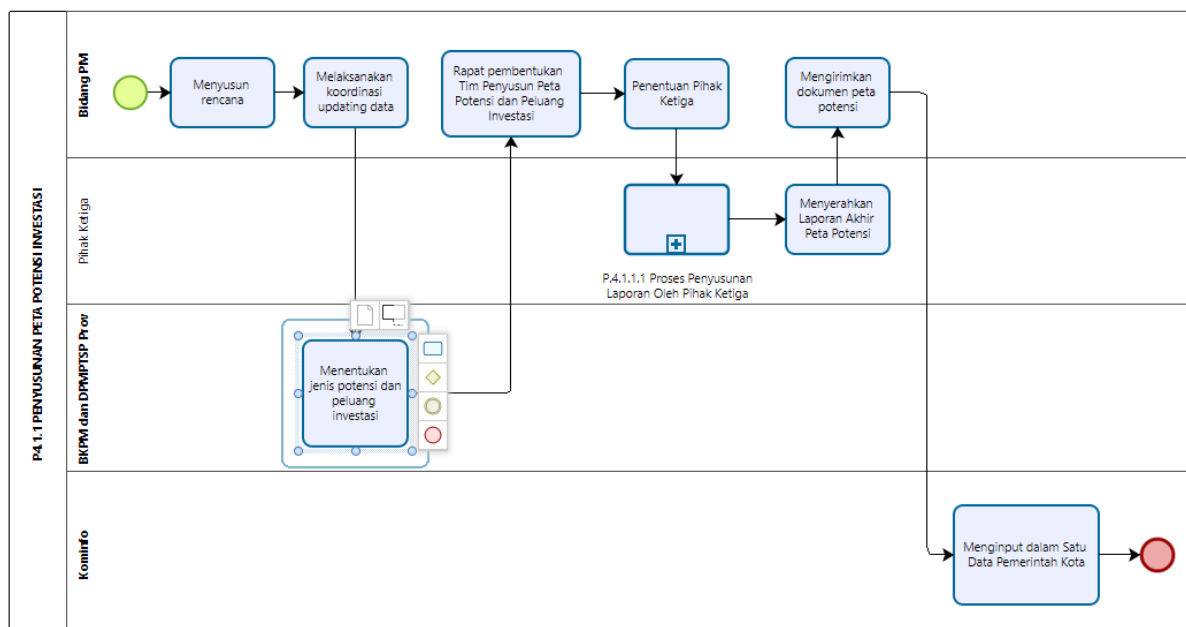 P4.1.1 PENYUSUNAN PETA POTENSI INVESTASI
Bidang PM
Menyusun
rencana
Melaksanakan
koordinasi
updating data
Rapat pembentukan
Tim Penyusun Peta
Potensi dan Peluang
Investasi
Penentuan Pihak
Ketiga
Mengirimkan
dokumen peta
potensi
Pihak Ketiga
P.4.1.1.1 Proses Penyusunan
Laporan Oleh Pihak Ketiga
Menyerahkan
Laporan Akhir
Peta Potensi
BKPM dan DPMPTSP Prov
Menentukan
jenis potensi dan
peluang
investasi
Kominfo
Menginput dalam Satu
Data Pemerintah Kota